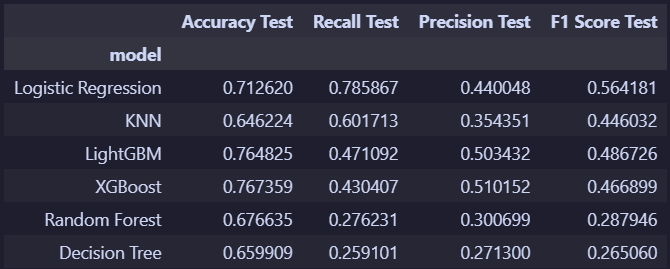 Accuracy Test Recall Test Precision Test F1 Score Test
model
Logistic Regression 0.712620 0.785867 0.440048 0.564181
KNN 0.646224 0.601713 0.354351 0.446032
LightGBM 0.764825 0.471092 0.503432 0.486726
XGBoost 0.767359 0.430407 0.510152 0.466899
Random Forest 0.676635 0.276231 0.300699 0.287946
Decision Tree 0.659909 0.259101 0.271300 0.265060